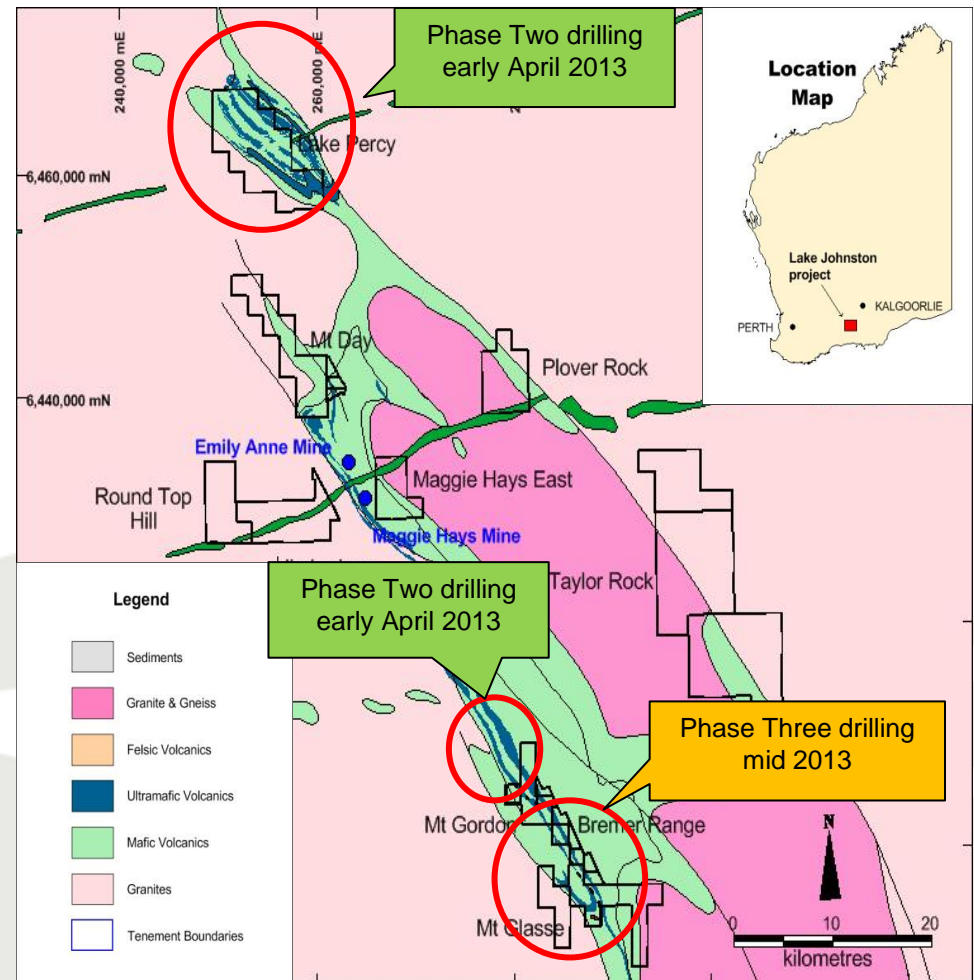 Phase Two drilling
early April 2013
240,000 mE
260,000 mE
Location
Map
Lake Johnston
project
KALGOORLIE
PERTH
Lake Percy
6,460,000 mN
Mt Day
Plover Rock
6,440,000 mN
Emily Anne Mine
Maggie Hays East
Round Top
Hill
Maggie Hays Mine
Phase Two drilling
early April 2013
Taylor Rock
Legend
Sediments
Granite & Gneiss
Felsic Volcanics
Ultramafic Volcanics
Mafic Volcanics
Granites
Tenement Boundaries
Phase Three drilling
mid 2013
Mt Gordon
Bremer Range
N
Mt Glasse
0 10 20
kilometres